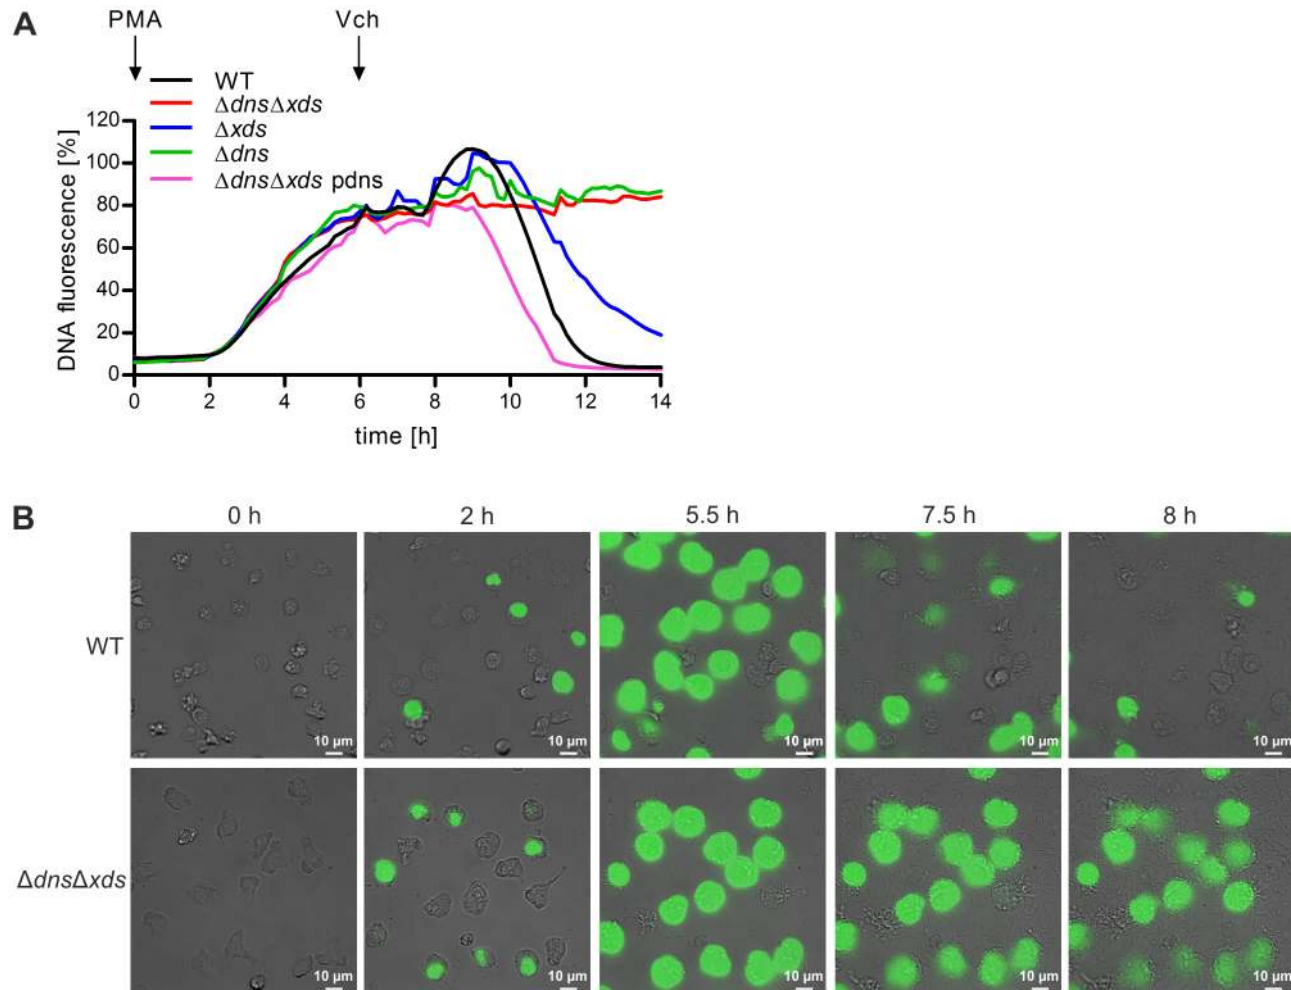 A
PMA
Vch
WT
ΔdnsΔxds
Δxds
Δdns
ΔdnsΔxds pdns
DNA fluorescence [%]
120
100
80
60
40
20
0
0 2 4 6 8 10 12 14
time [h]
B
0 h 2 h 5.5 h 7.5 h 8 h
WT
10 µm 10 µm 10 µm 10 µm 10 µm
ΔdnsΔxds
10 µm 10 µm 10 µm 10 µm 10 µm